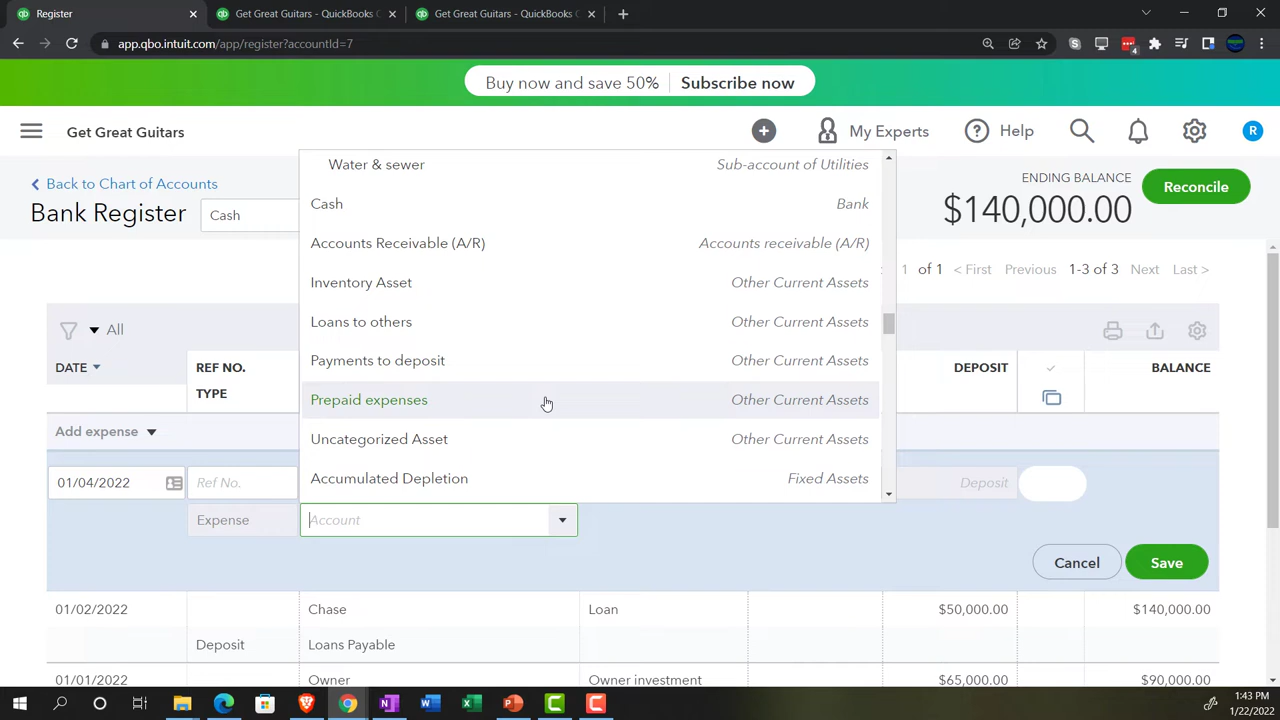 Register
Get Great Guitars - QuickBooks O
Get Great Guitars - QuickBooks O
app.qbo.intuit.com/app/register?accountId=7
4
Buy now and save 50% Subscribe now
Get Great Guitars
My Experts
Help
R
Back to Chart of Accounts
Bank Register
Cash
ENDING BALANCE
$140,000.00
Reconcile
Water & sewer Sub-account of Utilities
Cash Bank
Accounts Receivable (A/R) Accounts receivable (A/R)
Inventory Asset Other Current Assets
Loans to others Other Current Assets
Payments to deposit Other Current Assets
Prepaid expenses Other Current Assets
Uncategorized Asset Other Current Assets
Accumulated Depletion Fixed Assets
1 of 1 < First Previous 1-3 of 3 Next Last >
All
DATE REF NO. DEPOSIT BALANCE
TYPE
Add expense
01/04/2022 Ref No. Deposit
Expense Account
Cancel Save
01/02/2022 Chase Loan $50,000.00 $140,000.00
Deposit Loans Payable
01/01/2022 Owner Owner investment $65,000.00 $90,000.00
1:43 PM
1/22/2022